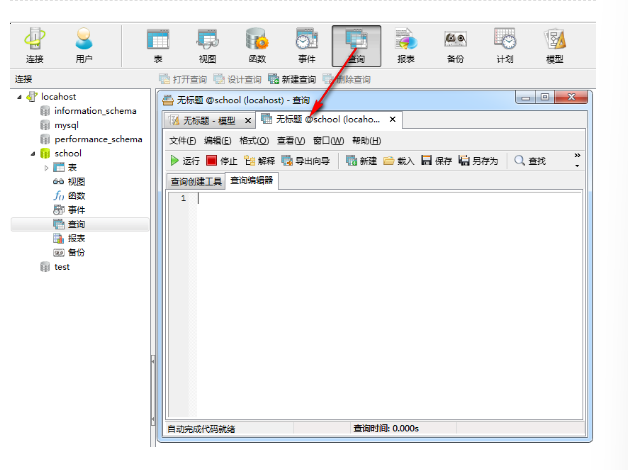 连接 用户 表 视图 函数 事件 查询 报表 备份 计划 模型
连接 打开查询 设计查询 新建查询 删除查询
locahost
information_schema
mysql
performance_schema
school
表
视图
函数
事件
查询
报表
备份
test
无标题 @school (locahost) - 查询
无标题 - 模型 无标题 @school (locaho...
文件(F) 编辑(E) 格式(O) 查看(V) 窗口(W) 帮助(H)
运行 停止 解释 导出向导 新建 载入 保存 另存为 查找 »
查询创建工具 查询编辑器
1
自动完成代码就绪 查询时间: 0.000s